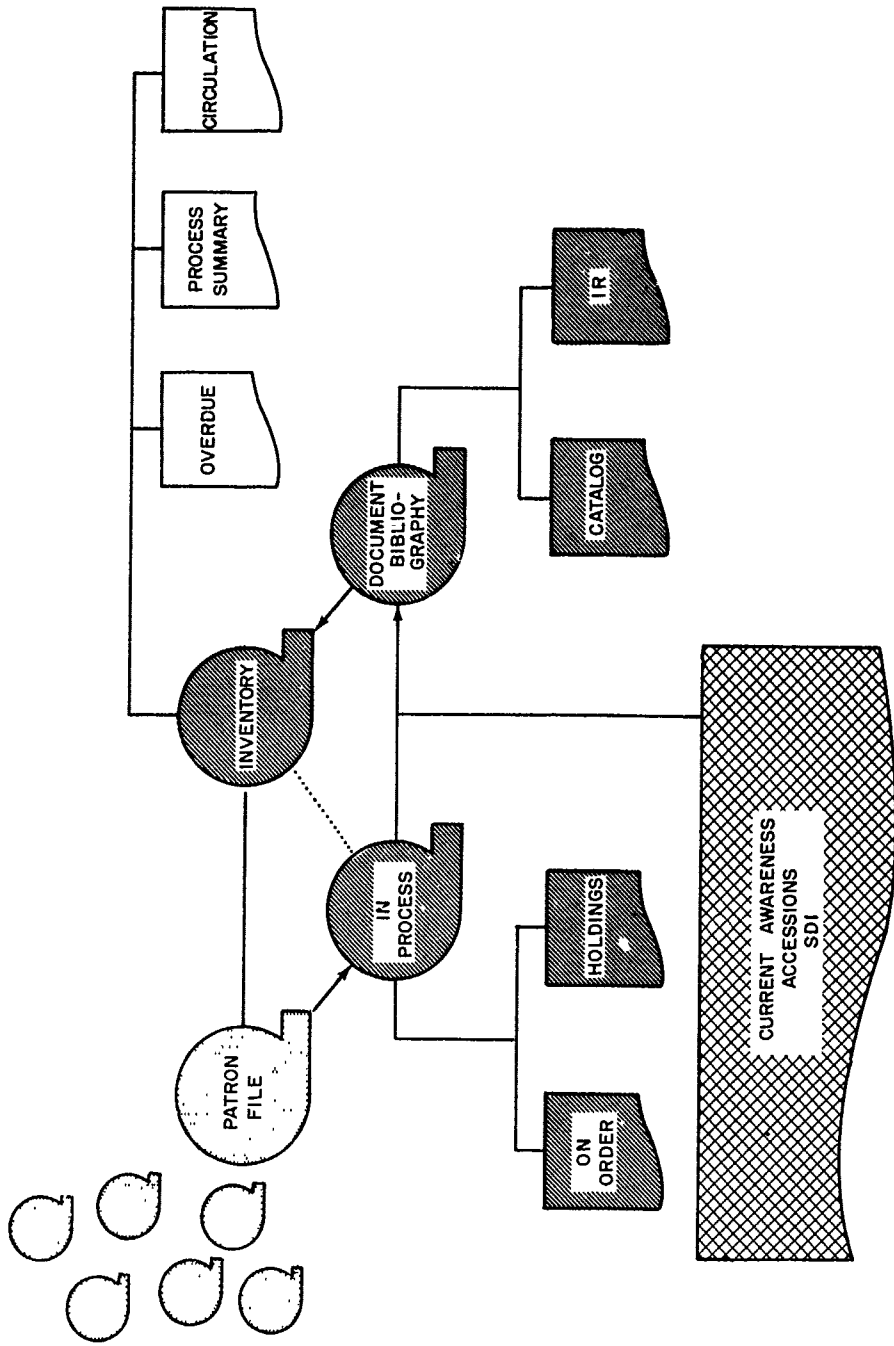 PATRON
FILE
INVENTORY
OVERDUE
PROCESS
SUMMARY
CIRCULATION
IN
PROCESS
DOCUMENT
BIBLIO-
GRAPHY
ON
ORDER
HOLDINGS
CATALOG
IR
CURRENT AWARENESS
ACCESSIONS
SDI